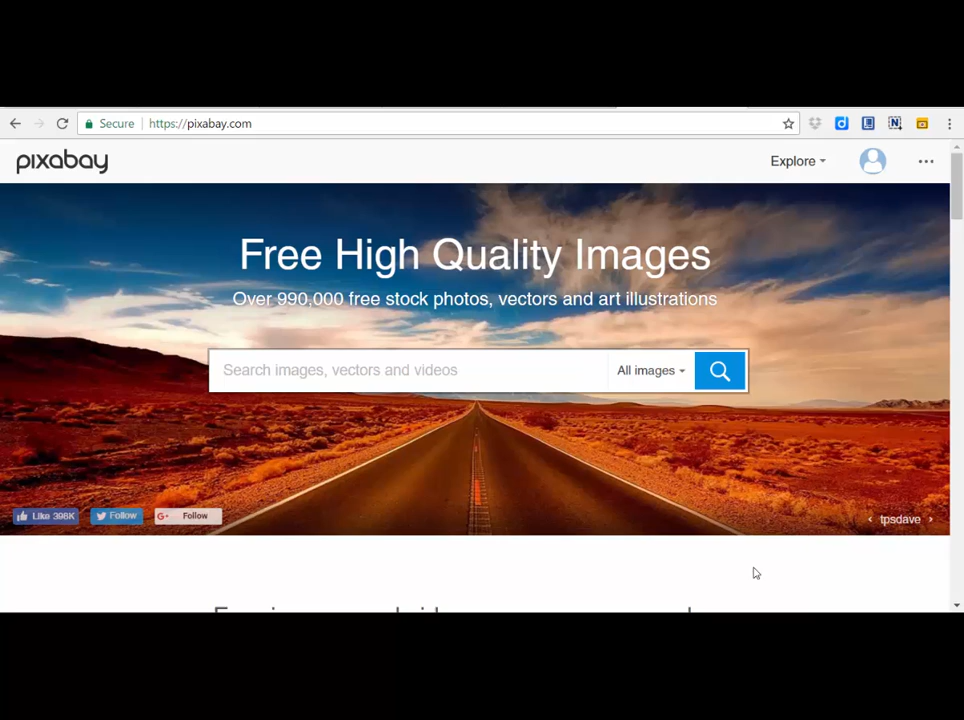 Secure https://pixabay.com
pixabay
Explore
Free High Quality Images
Over 990,000 free stock photos, vectors and art illustrations
Search images, vectors and videos
All images
Like 398K
Follow
G+ Follow
‹ tpsdave ›